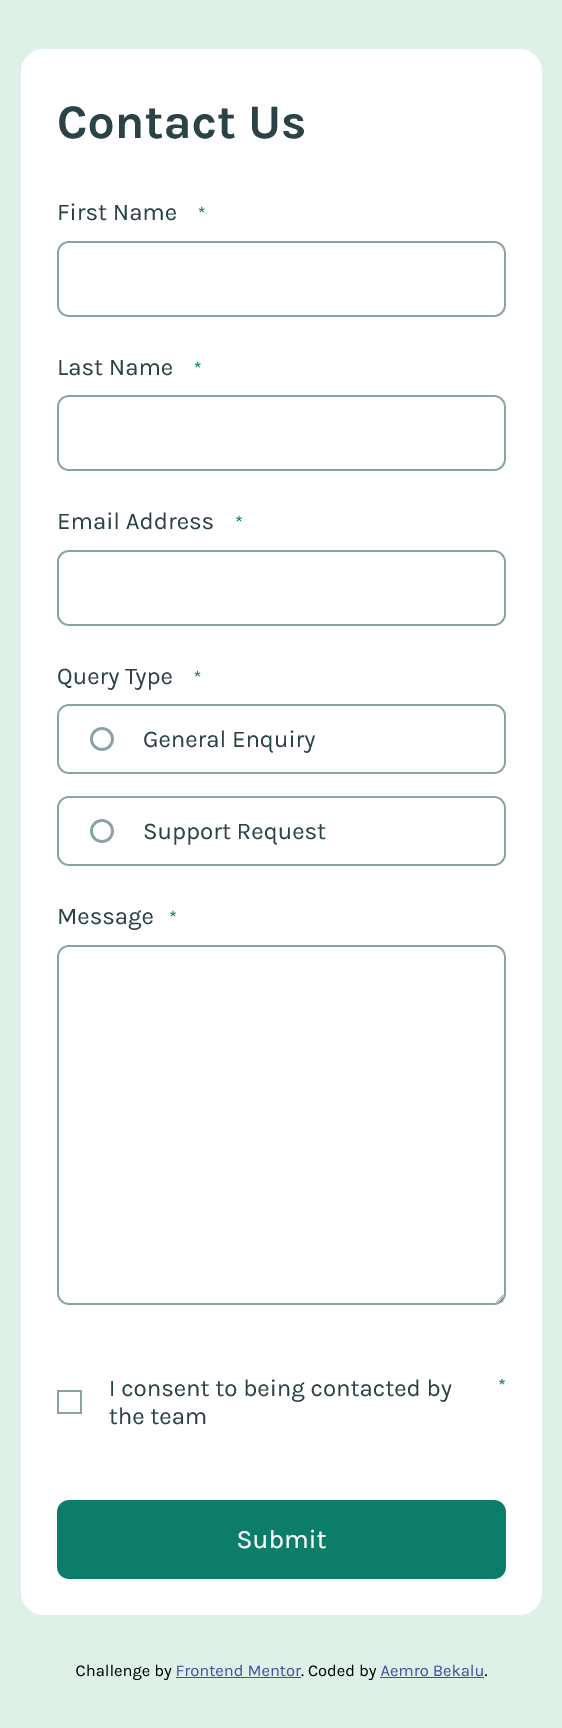 Contact Us
First Name *
Last Name *
Email Address *
Query Type *
General Enquiry
Support Request
Message *
I consent to being contacted by *
the team
Submit
Challenge by Frontend Mentor. Coded by Aemro Bekalu.